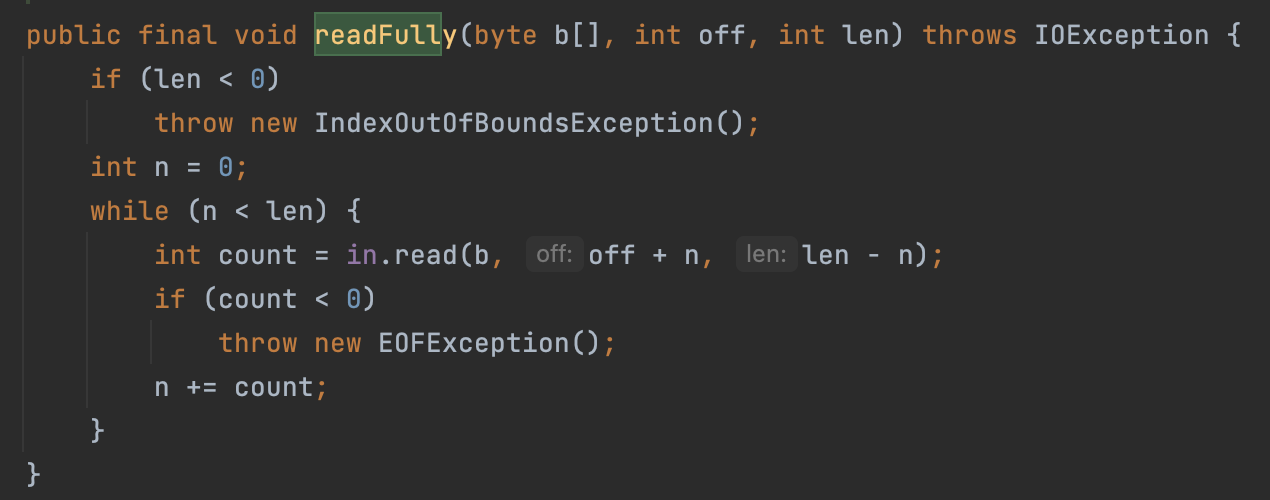 public final void readFully(byte b[], int off, int len) throws IOException {
if (len < 0)
throw new IndexOutOfBoundsException();
int n = 0;
while (n < len) {
int count = in.read(b, off: off + n, len: len - n);
if (count < 0)
throw new EOFException();
n += count;
}
}